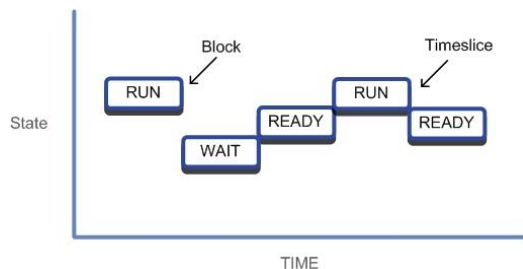 Block
Timeslice
RUN
RUN
State
READY
READY
WAIT
TIME